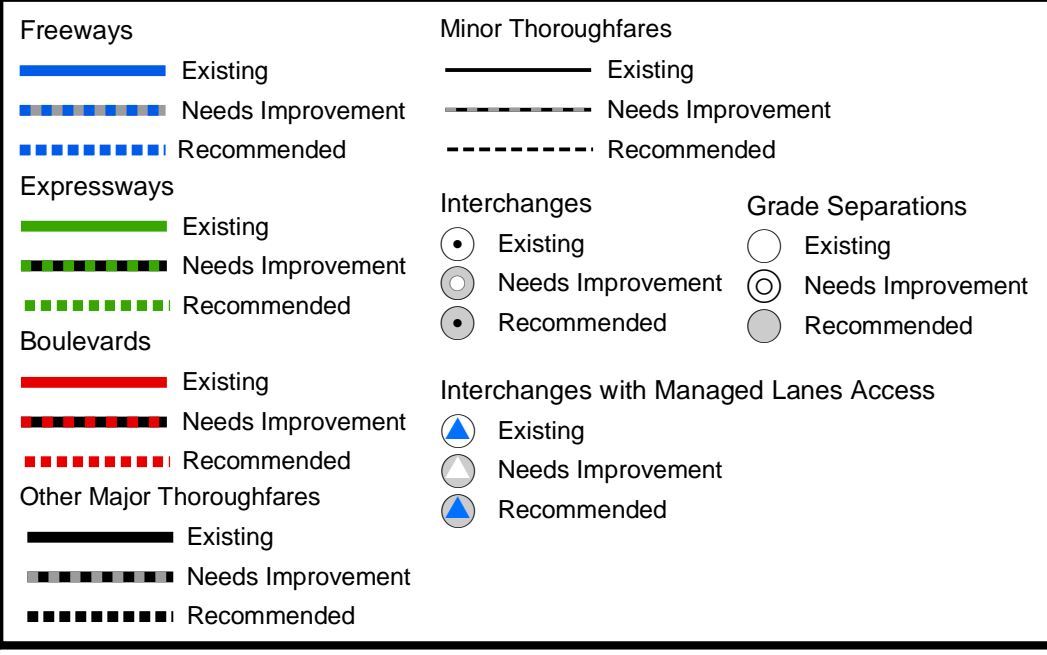 Freeways
Existing
Needs Improvement
Recommended
Expressways
Existing
Needs Improvement
Recommended
Boulevards
Existing
Needs Improvement
Recommended
Other Major Thoroughfares
Existing
Needs Improvement
Recommended
Minor Thoroughfares
Existing
Needs Improvement
Recommended
Interchanges
Existing
Needs Improvement
Recommended
Grade Separations
Existing
Needs Improvement
Recommended
Interchanges with Managed Lanes Access
Existing
Needs Improvement
Recommended